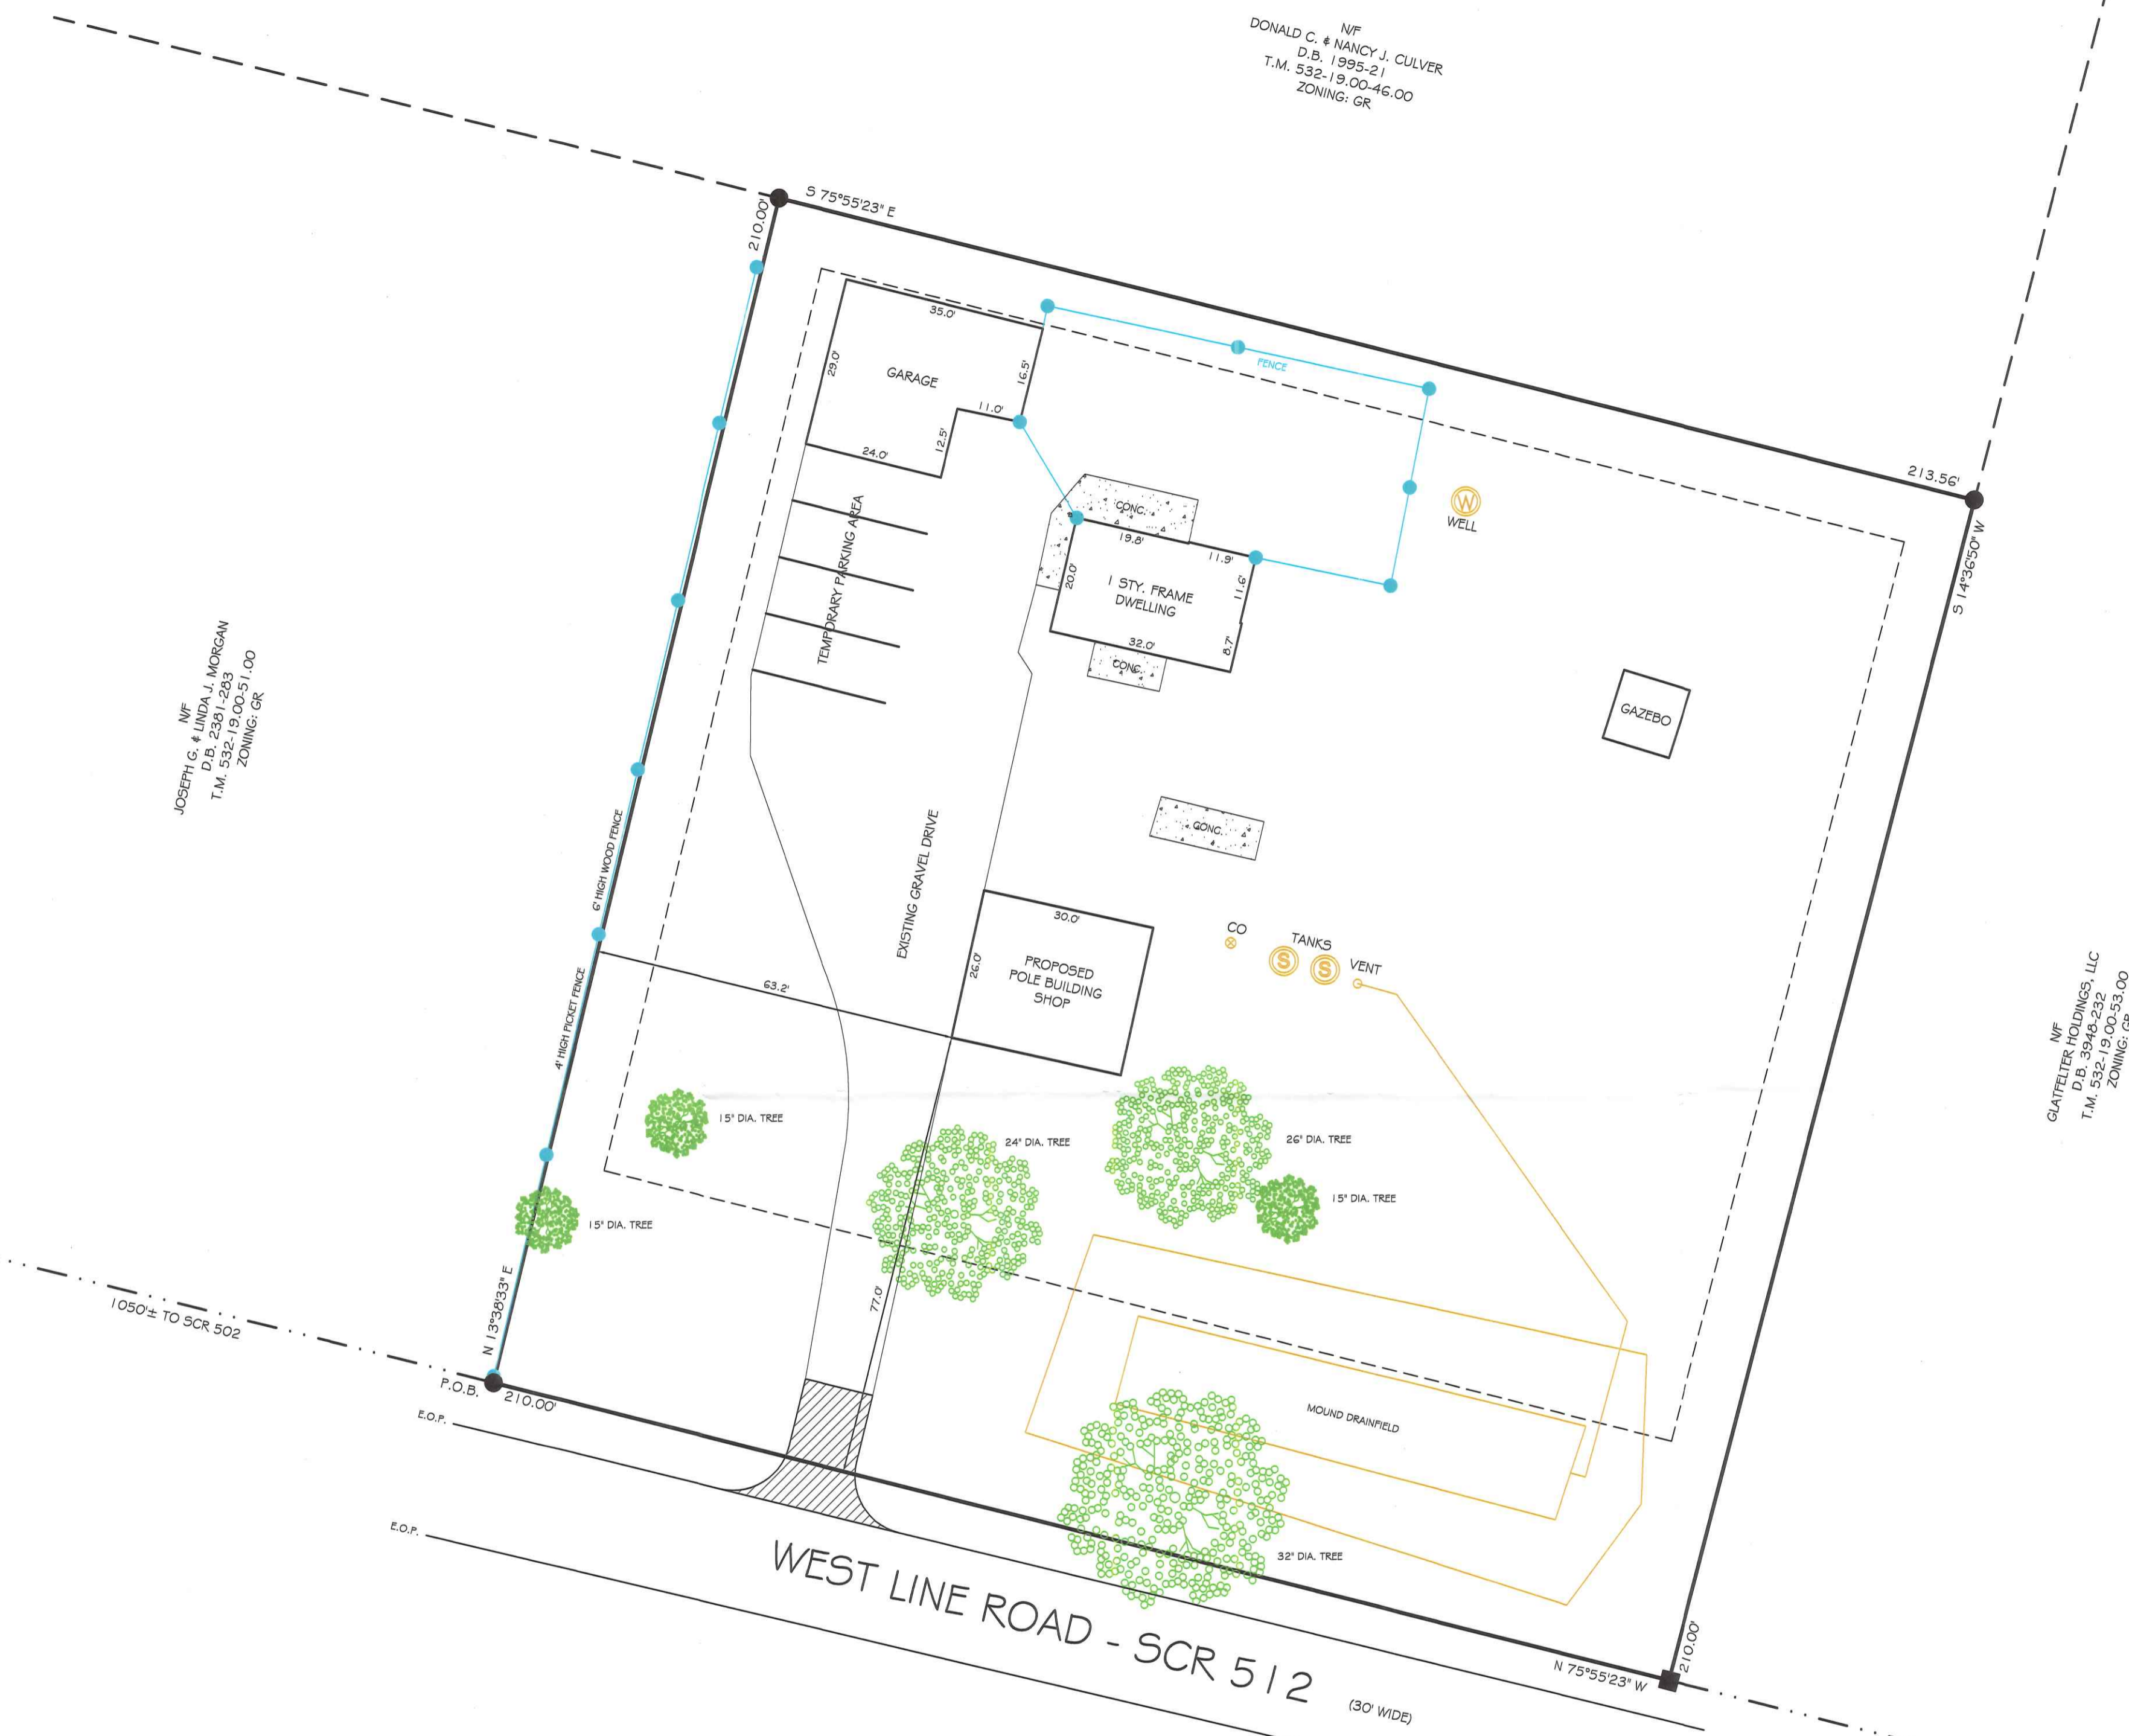 N/F
DONALD C. & NANCY J. CULVER
D.B. 1995-21
T.M. 532-19.00-46.00
ZONING: GR
S 75°55'23" E
210.00'
213.56'
S 14°36'50" W
35.0'
29.0'
GARAGE
16.5'
11.0'
12.5'
24.0'
FENCE
W
WELL
CONC.
19.8'
11.9'
20.0'
1 STY. FRAME
DWELLING
11.6'
8.7'
32.0'
CONC.
TEMPORARY PARKING AREA
GAZEBO
N/F
JOSEPH G. & LINDA J. MORGAN
D.B. 2381-283
T.M. 532-19.00-51.00
ZONING: GR
6' HIGH WOOD FENCE
EXISTING GRAVEL DRIVE
CONC.
30.0'
26.0'
PROPOSED
POLE BUILDING
SHOP
CO
TANKS
S
S
VENT
N/F
GLATFELTER HOLDINGS, LLC
D.B. 3948-232
T.M. 532-19.00-53.00
ZONING: GR
63.2'
4' HIGH PICKET FENCE
15" DIA. TREE
24" DIA. TREE
26" DIA. TREE
15" DIA. TREE
15" DIA. TREE
N 13°38'33" E
77.0'
1050'± TO SCR 502
P.O.B.
210.00'
E.O.P.
MOUND DRAINFIELD
E.O.P.
32" DIA. TREE
WEST LINE ROAD - SCR 512
(30' WIDE)
N 75°55'23" W
210.00'